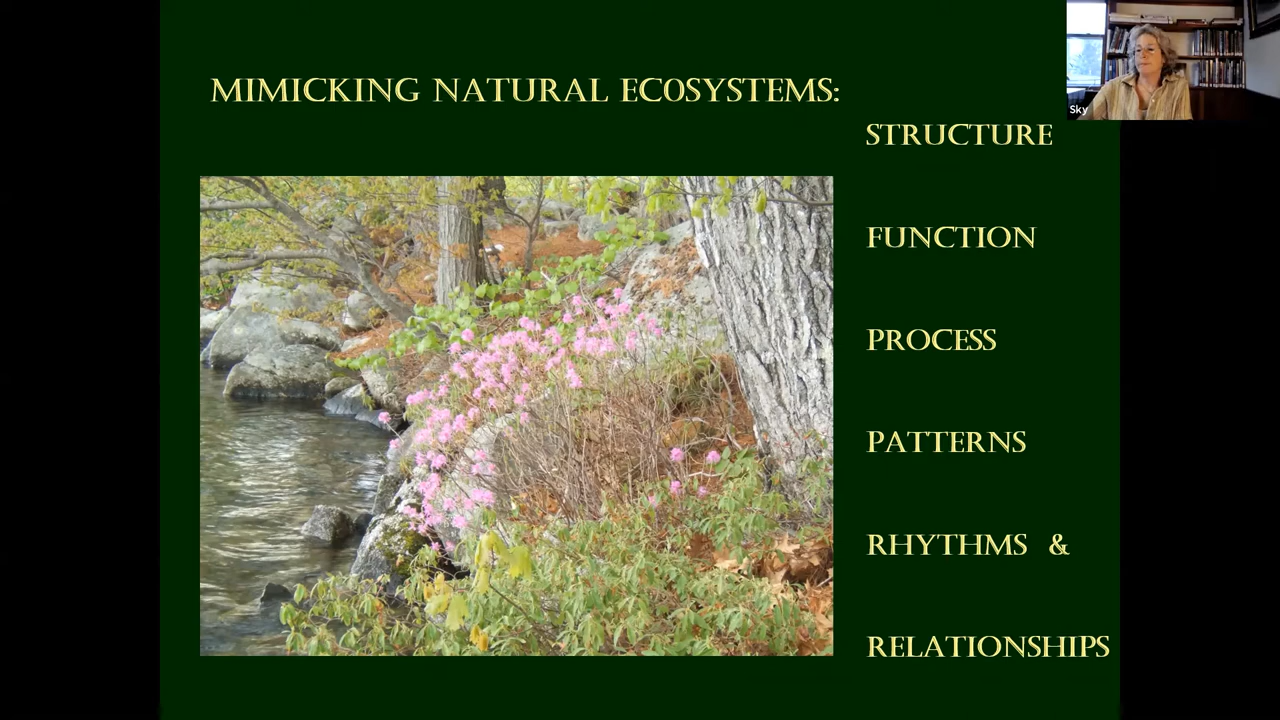 MIMICKING NATURAL ECOSYSTEMS:
Sky
STRUCTURE
FUNCTION
PROCESS
PATTERNS
RHYTHMS &
RELATIONSHIPS